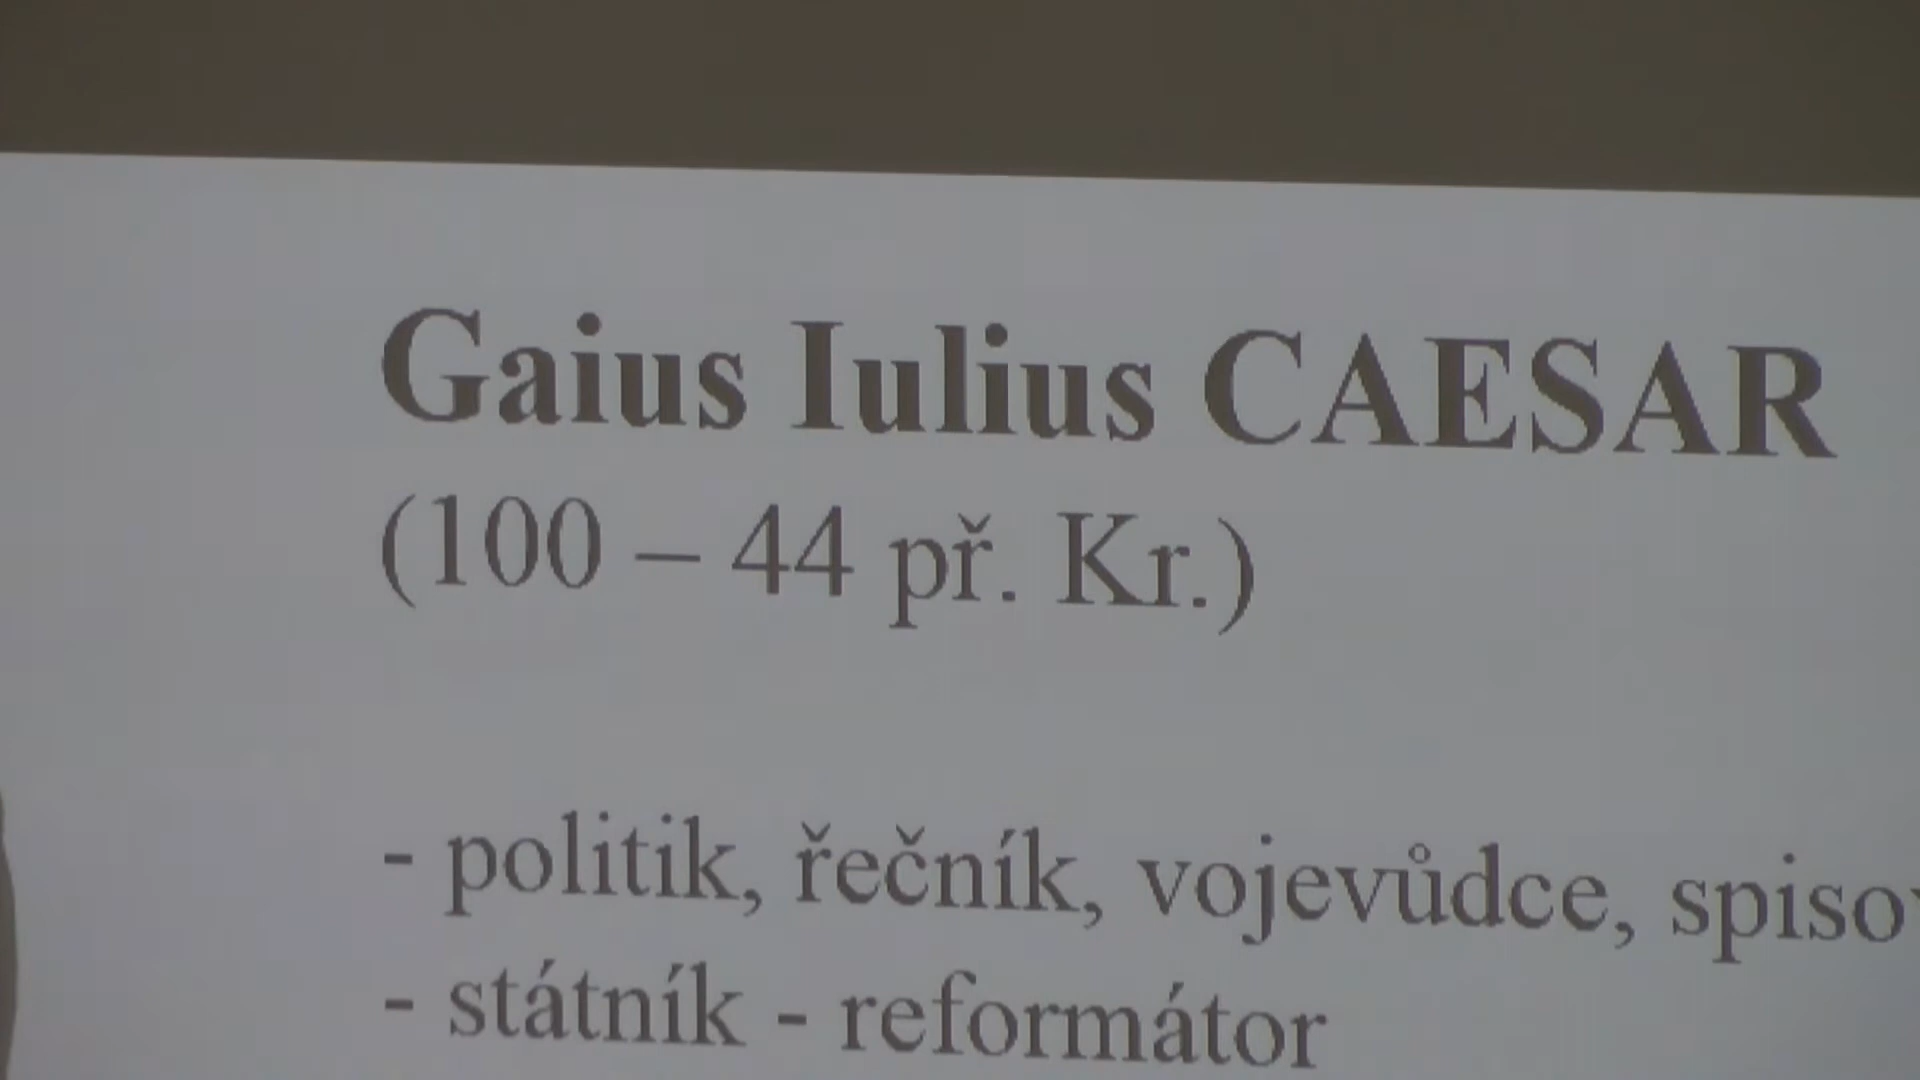 Gaius Iulius CAESAR
(100 – 44 př. Kr.)
- politik, řečník, vojevůdce,
- státník - reformátor